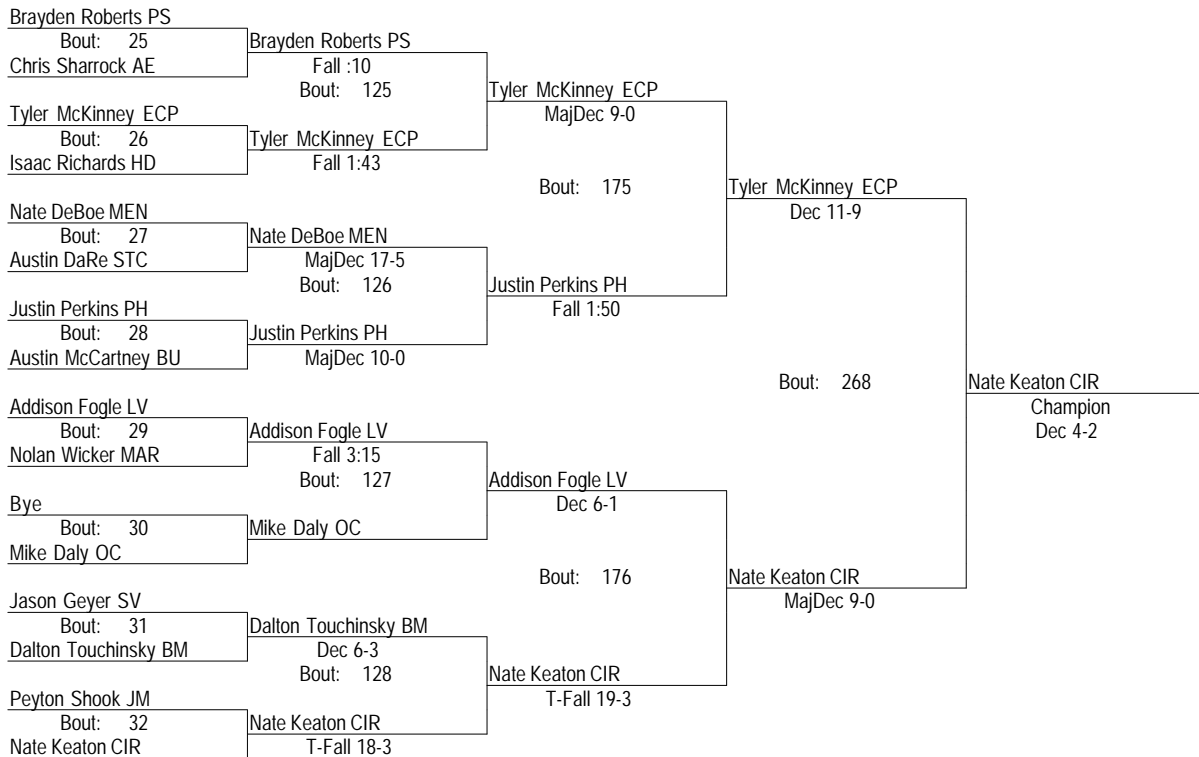 Brayden Roberts PS
Bout: 25
Brayden Roberts PS
Chris Sharrock AE
Fall :10
Bout: 125
Tyler McKinney ECP
Tyler McKinney ECP
MajDec 9-0
Bout: 26
Tyler McKinney ECP
Isaac Richards HD
Fall 1:43
Bout: 175
Tyler McKinney ECP
Nate DeBoe MEN
Dec 11-9
Bout: 27
Nate DeBoe MEN
Austin DaRe STC
MajDec 17-5
Bout: 126
Justin Perkins PH
Justin Perkins PH
Fall 1:50
Bout: 28
Justin Perkins PH
Austin McCartney BU
MajDec 10-0
Bout: 268
Nate Keaton CIR
Addison Fogle LV
Champion
Bout: 29
Addison Fogle LV
Dec 4-2
Nolan Wicker MAR
Fall 3:15
Bout: 127
Addison Fogle LV
Bye
Dec 6-1
Bout: 30
Mike Daly OC
Mike Daly OC
Bout: 176
Nate Keaton CIR
Jason Geyer SV
MajDec 9-0
Bout: 31
Dalton Touchinsky BM
Dalton Touchinsky BM
Dec 6-3
Bout: 128
Nate Keaton CIR
Peyton Shook JM
T-Fall 19-3
Bout: 32
Nate Keaton CIR
Nate Keaton CIR
T-Fall 18-3